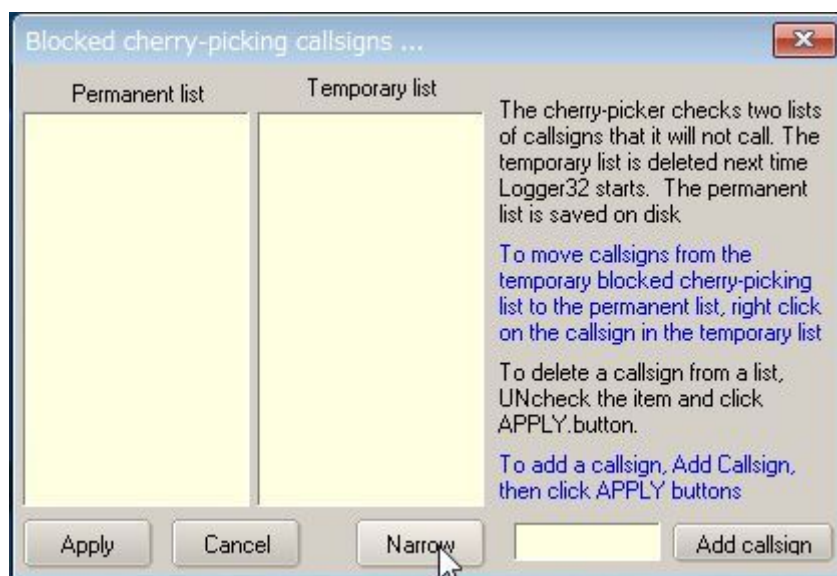 Blocked cherry-picking callsigns ...
Permanent list
Temporary list
The cherry-picker checks two lists
of callsigns that it will not call. The
temporary list is deleted next time
Logger32 starts.  The permanent
list is saved on disk
To move callsigns from the
temporary blocked cherry-picking
list to the permanent list, right click
on the callsign in the temporary list
To delete a callsign from a list,
UNcheck the item and click
APPLY.button.
To add a callsign, Add Callsign,
then click APPLY buttons
Apply
Cancel
Narrow
Add callsign